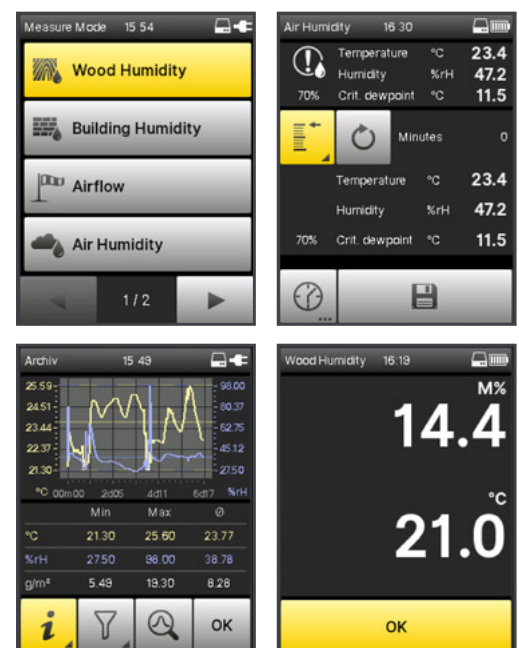 Measure Mode 15 54
Wood Humidity
Building Humidity
Airflow
Air Humidity
1/2
Air Humidity 16 30
Temperature °C 23.4
Humidity %rH 47.2
70% Crit. dewpoint °C 11.5
Minutes 0
Temperature °C 23.4
Humidity %rH 47.2
70% Crit. dewpoint °C 11.5
Archiv 15 49
25.59 98.00
24.51 80.37
23.44 62.75
22.37 45.12
21.30 27.50
°C 00m00 2d05 4d11 6d17 %rH
Min Max Ø
°C 21.30 25.60 23.77
%rH 27.50 98.00 38.78
g/m³ 5.49 19.30 8.28
i OK
Wood Humidity 16:19
M%
14.4
°C
21.0
OK